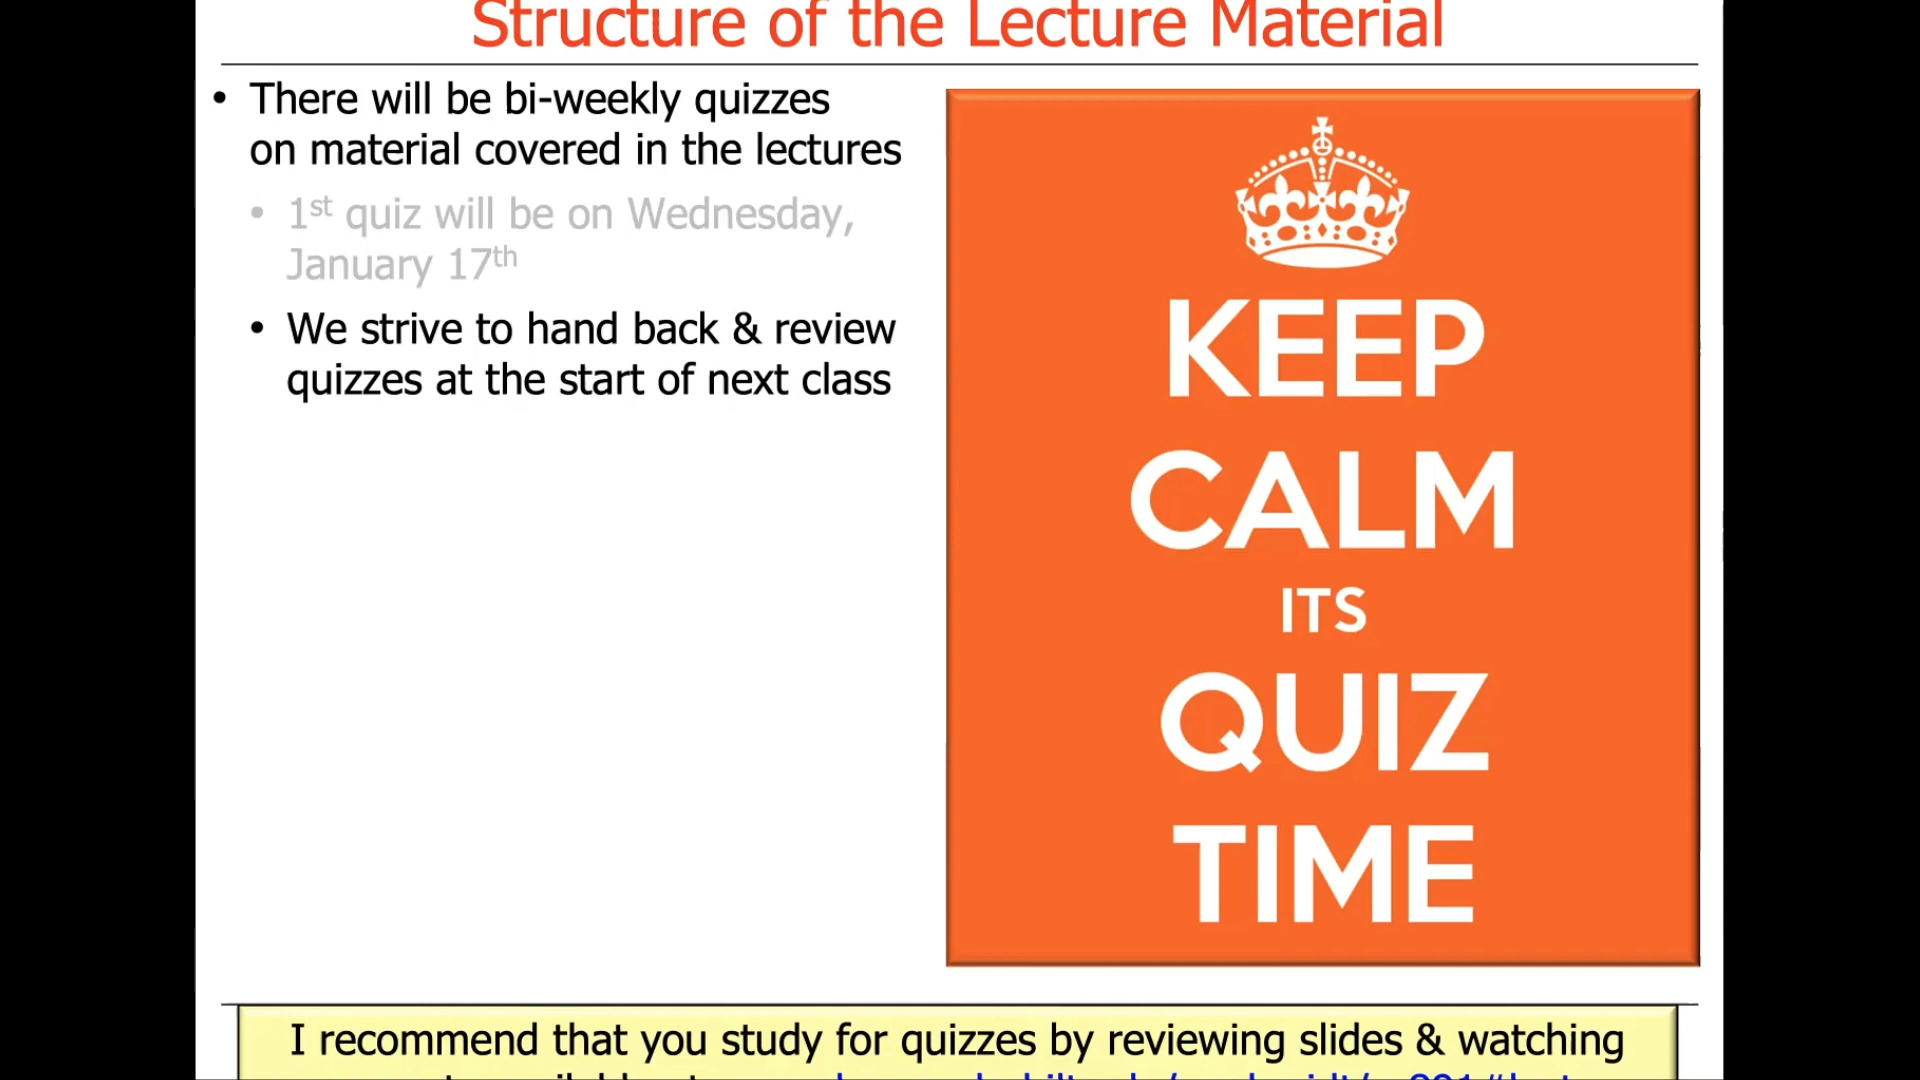 Structure of the Lecture Material
• There will be bi-weekly quizzes
on material covered in the lectures
• 1st quiz will be on Wednesday,
January 17th
• We strive to hand back & review
quizzes at the start of next class
KEEP
CALM
ITS
QUIZ
TIME
I recommend that you study for quizzes by reviewing slides & watching